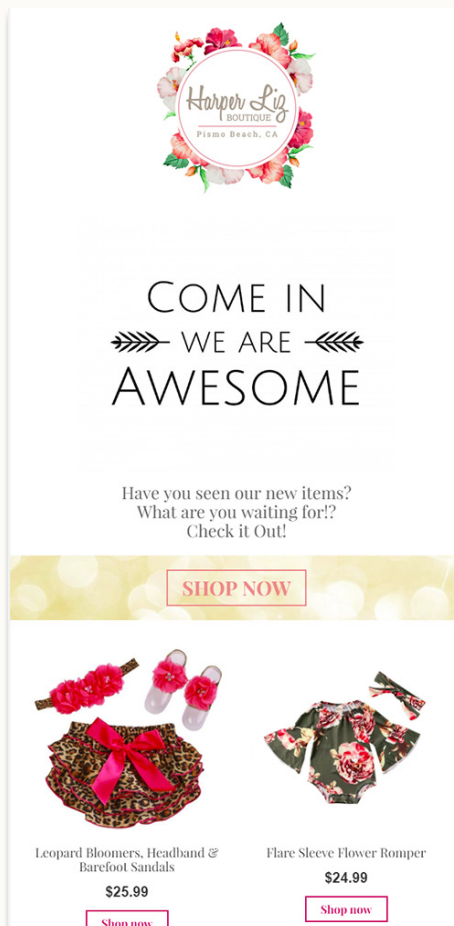 Harper Liz
BOUTIQUE
Pismo Beach, CA
COME IN
WE ARE
AWESOME
Have you seen our new items?
What are you waiting for!?
Check it Out!
SHOP NOW
Leopard Bloomers, Headband &
Barefoot Sandals
$25.99
Shop now
Flare Sleeve Flower Romper
$24.99
Shop now